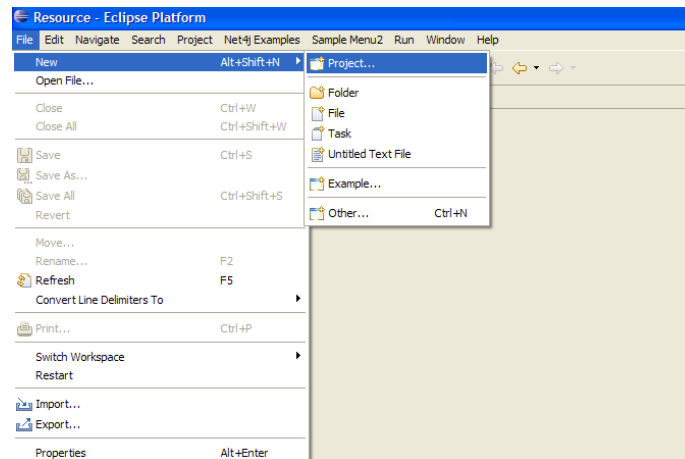 Resource - Eclipse Platform
File Edit Navigate Search Project Net4j Examples Sample Menu2 Run Window Help
New Alt+Shift+N
Open File...
Close Ctrl+W
Close All Ctrl+Shift+W
Save Ctrl+S
Save As...
Save All Ctrl+Shift+S
Revert
Move...
Rename... F2
Refresh F5
Convert Line Delimiters To
Print... Ctrl+P
Switch Workspace
Restart
Import...
Export...
Properties Alt+Enter
Project...
Folder
File
Task
Untitled Text File
Example...
Other... Ctrl+N